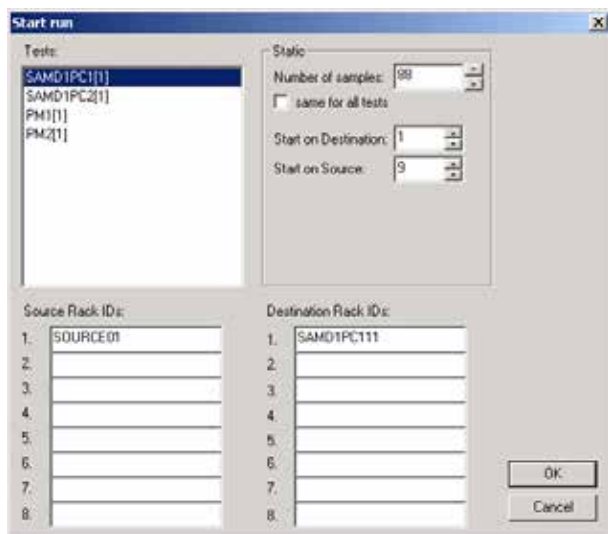 Start run
Tests:
SAMD1PC1[1]
SAMD1PC2[1]
PM1[1]
PM2[1]
Static
Number of samples: 88
same for all tests
Start on Destination: 1
Start on Source: 9
Source Rack IDs:
1. SOURCE01
2.
3.
4.
5.
6.
7.
8.
Destination Rack IDs:
1. SAMD1PC111
2.
3.
4.
5.
6.
7.
8.
OK
Cancel